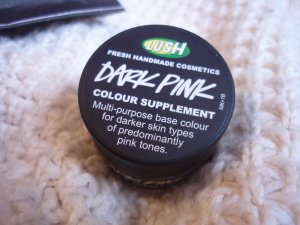 LUSH
FRESH HANDMADE COSMETICS
DARK PINK
COLOUR SUPPLEMENT
Multi-purpose base colour
for darker skin types
of predominantly
pink tones.